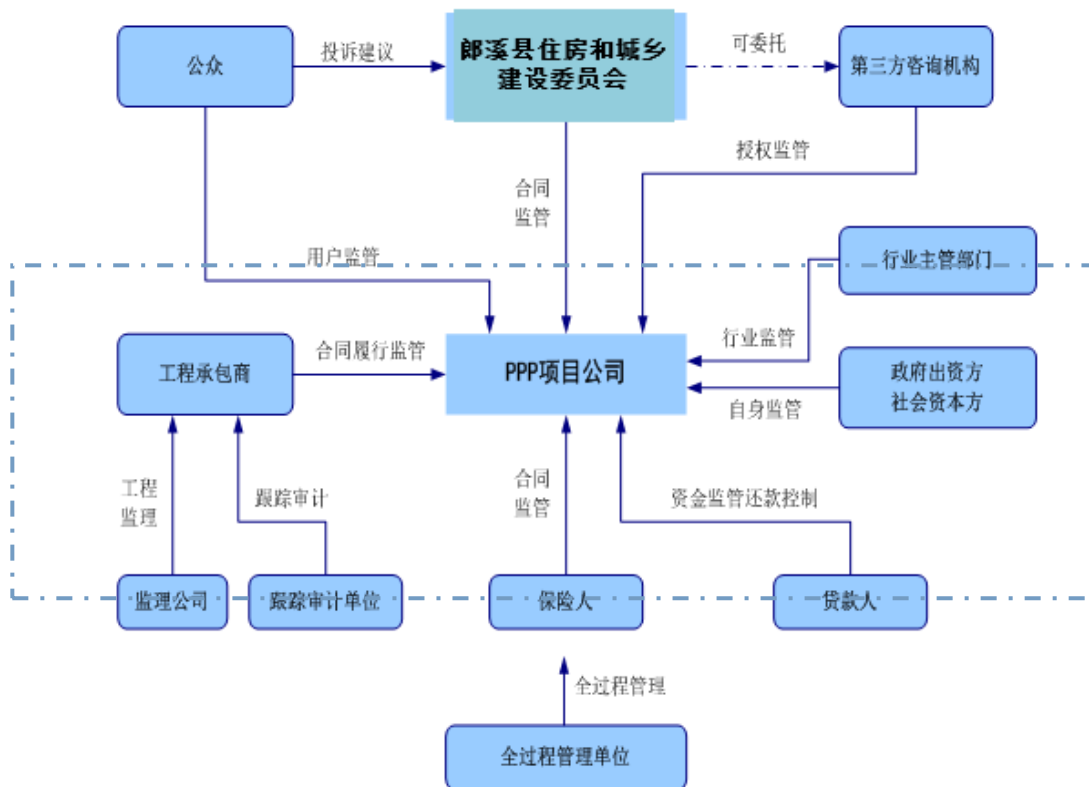 公众
投诉建议
郎溪县住房和城乡
建设委员会
可委托
第三方咨询机构
授权监管
合同
监管
用户监管
行业主管部门
行业监管
工程承包商
合同履行监管
PPP项目公司
政府出资方
社会资本方
自身监管
工程
监理
跟踪审计
合同
监管
资金监管还款控制
监理公司
跟踪审计单位
保险人
贷款人
全过程管理
全过程管理单位